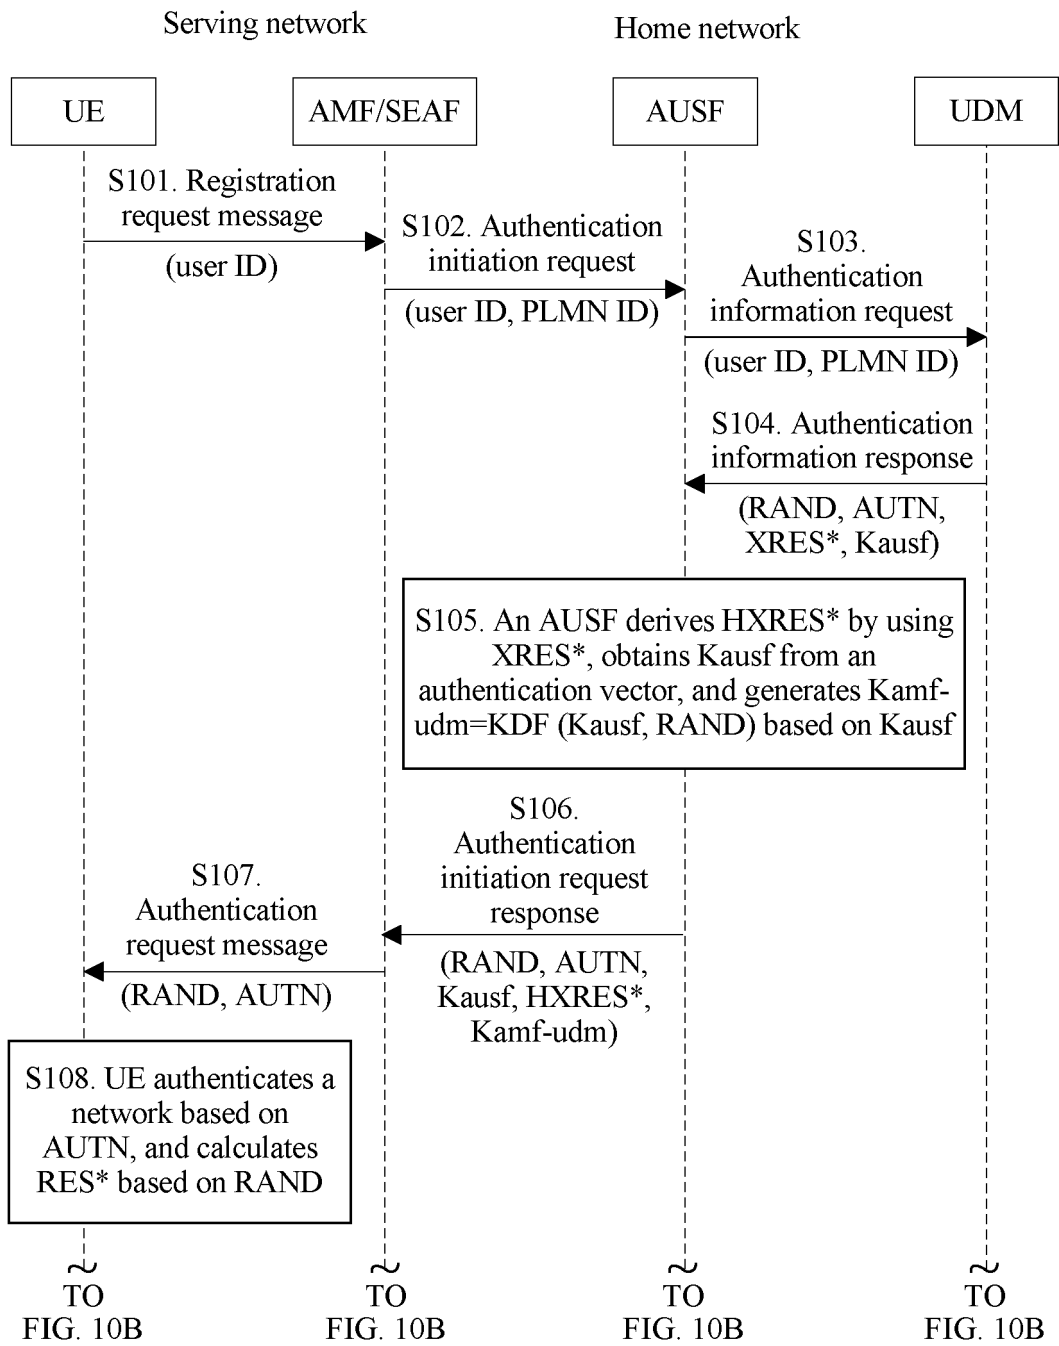 Serving network
Home network
UE
AMF/SEAF
AUSF
UDM
S101. Registration
request message
(user ID)
S102. Authentication
initiation request
(user ID, PLMN ID)
S103.
Authentication
information request
(user ID, PLMN ID)
S104. Authentication
information response
(RAND, AUTN,
XRES*, Kausf)
S105. An AUSF derives HXRES* by using
XRES*, obtains Kausf from an
authentication vector, and generates Kamf-
udm=KDF (Kausf, RAND) based on Kausf
S106.
Authentication
initiation request
response
(RAND, AUTN,
Kausf, HXRES*,
Kamf-udm)
S107.
Authentication
request message
(RAND, AUTN)
S108. UE authenticates a
network based on
AUTN, and calculates
RES* based on RAND
TO
FIG. 10B
TO
FIG. 10B
TO
FIG. 10B
TO
FIG. 10B